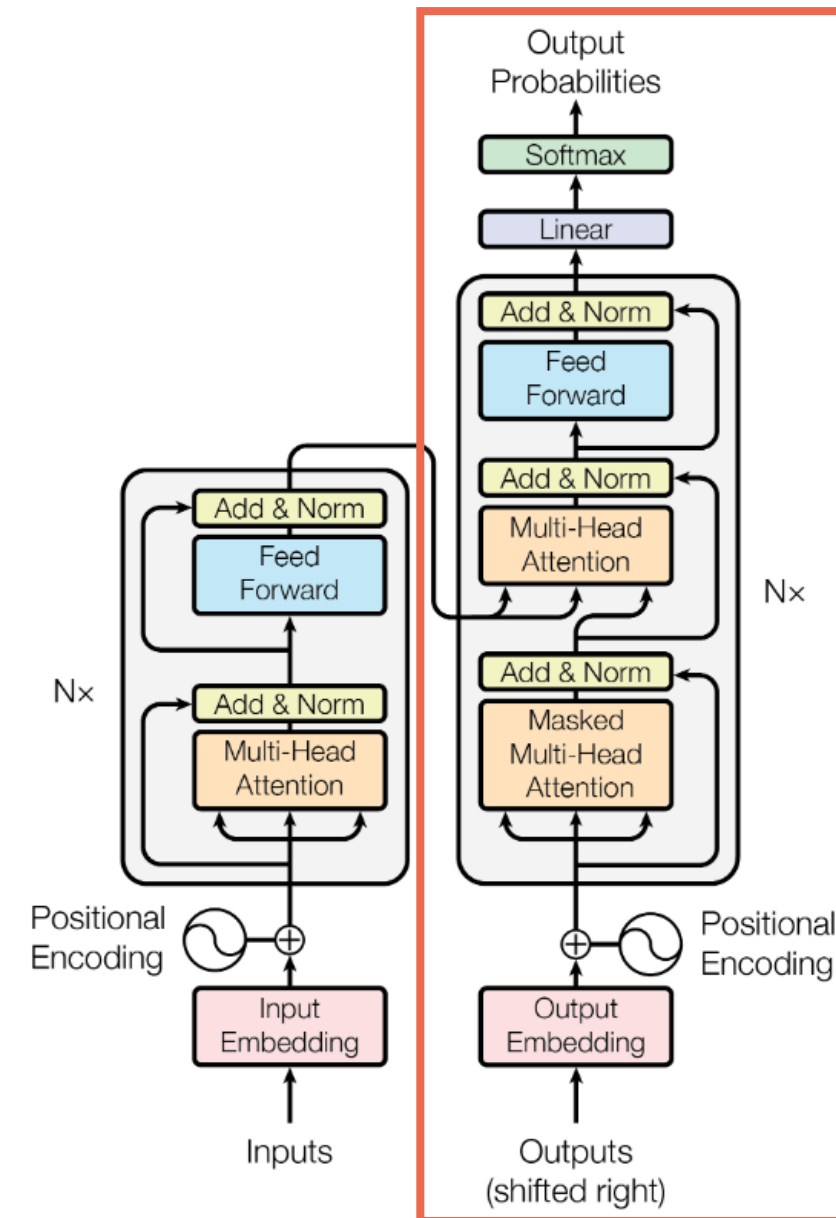 Output
Probabilities
Softmax
Linear
Add & Norm
Feed
Forward
Add & Norm
Multi-Head
Attention
Add & Norm
Masked
Multi-Head
Attention
N×
Positional
Encoding
Output
Embedding
Outputs
(shifted right)
Add & Norm
Feed
Forward
Add & Norm
Multi-Head
Attention
N×
Positional
Encoding
Input
Embedding
Inputs